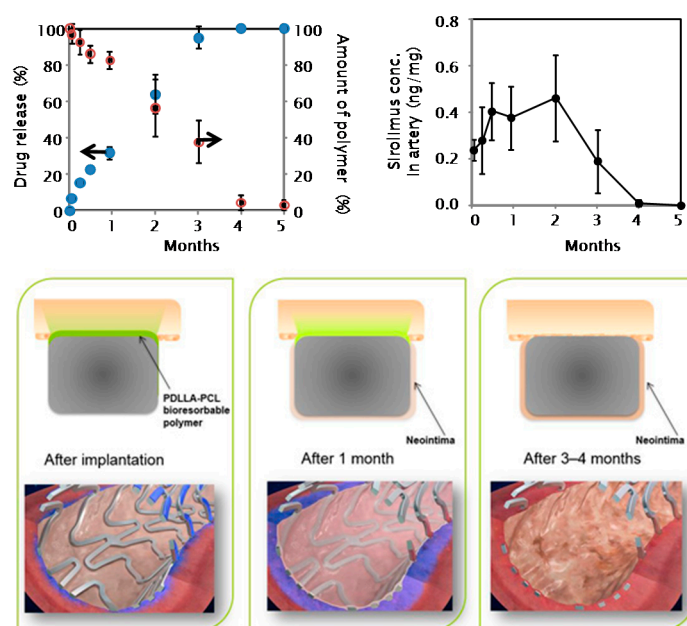 100
80
60
40
20
0
Drug release (%)
100
80
60
40
20
0
Amount of polymer (%)
0
1
2
3
4
5
Months
0.8
0.6
0.4
0.2
0.0
Sirolimus conc.
in artery (ng/mg)
0
1
2
3
4
5
Months
PDLLA-PCL
bioresorbable
polymer
After implantation
Neointima
After 1 month
Neointima
After 3–4 months